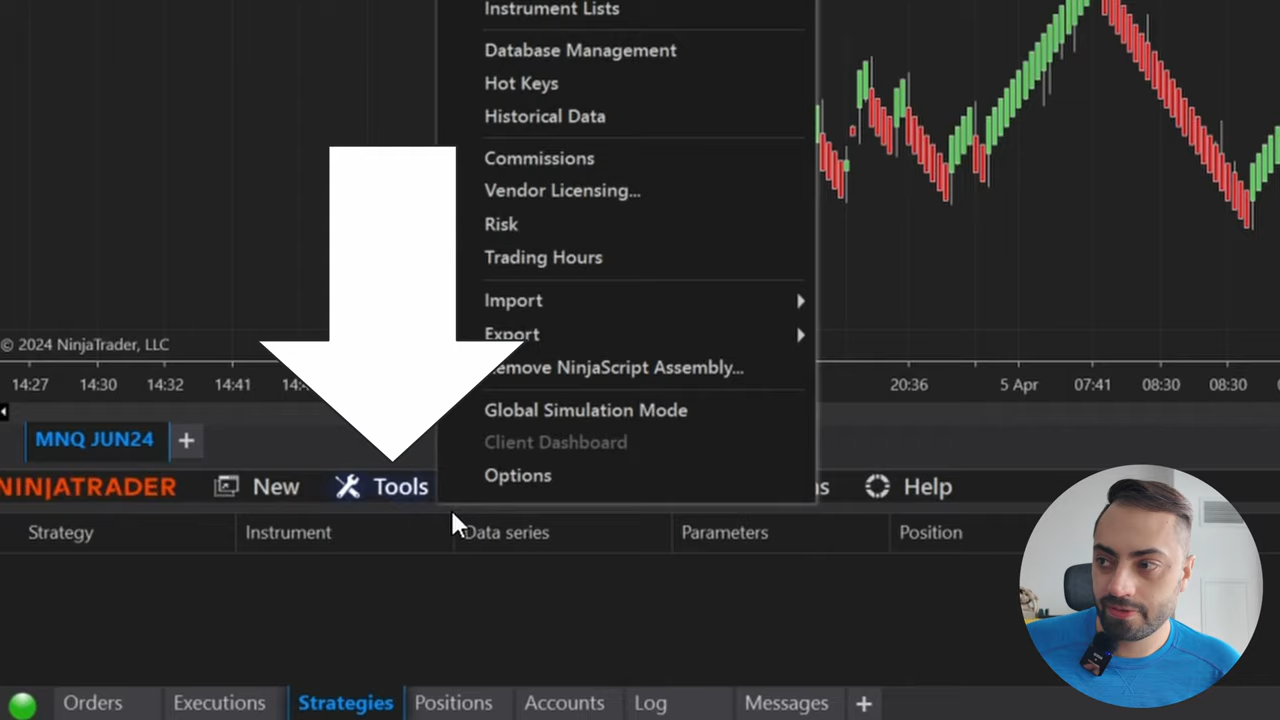 Instrument Lists
Database Management
Hot Keys
Historical Data
Commissions
Vendor Licensing...
Risk
Trading Hours
Import
Export
emove NinjaScript Assembly...
Global Simulation Mode
Client Dashboard
Options
© 2024 NinjaTrader, LLC
14:27 14:30 14:32 14:41 20:36 5 Apr 07:41 08:30 08:30
MNQ JUN24 +
NINJATRADER New Tools Help
Strategy Instrument Data series Parameters Position
Orders Executions Strategies Positions Accounts Log Messages +